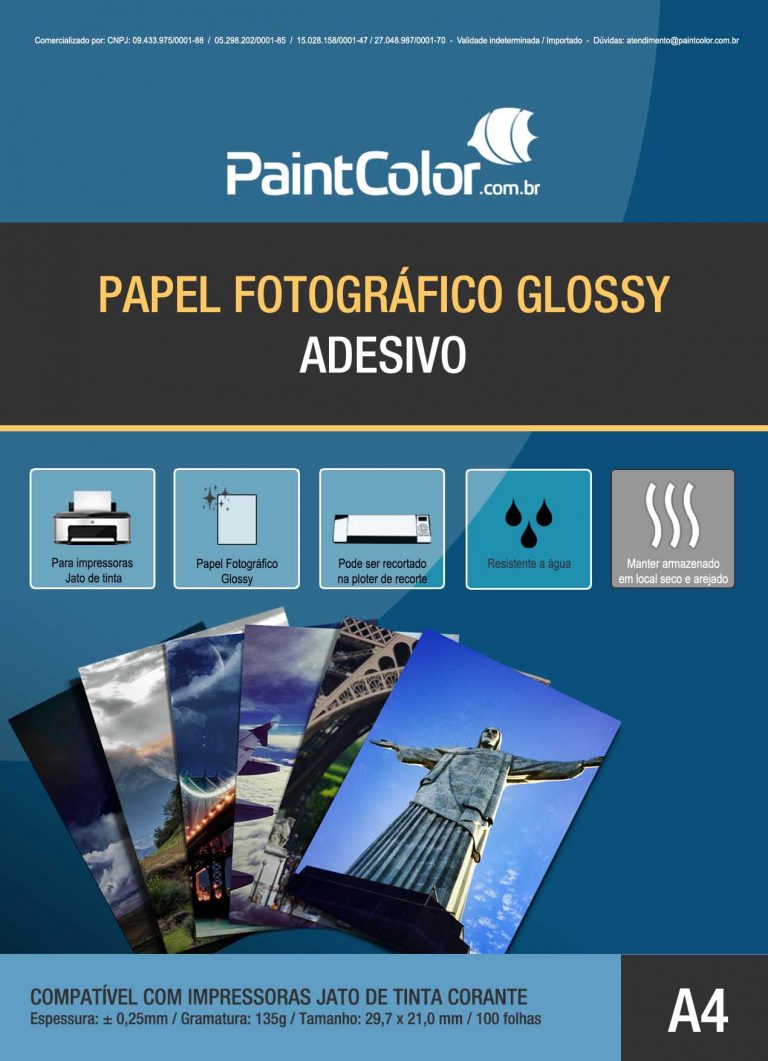 Comercializado por: CNPJ: 09.433.975/0001-88 / 05.298.202/0001-85 / 15.028.158/0001-47 / 27.048.987/0001-70 - Validade indeterminada / Importado - Dúvidas: atendimento@paintcolor.com.br
PaintColor.com.br
PAPEL FOTOGRÁFICO GLOSSY
ADESIVO
Para impressoras
Jato de tinta
Papel Fotográfico
Glossy
Pode ser recortado
na ploter de recorte
Resistente a água
Manter armazenado
em local seco e arejado
COMPATÍVEL COM IMPRESSORAS JATO DE TINTA CORANTE
Espessura: ± 0,25mm / Gramatura: 135g / Tamanho: 29,7 x 21,0 mm / 100 folhas
A4